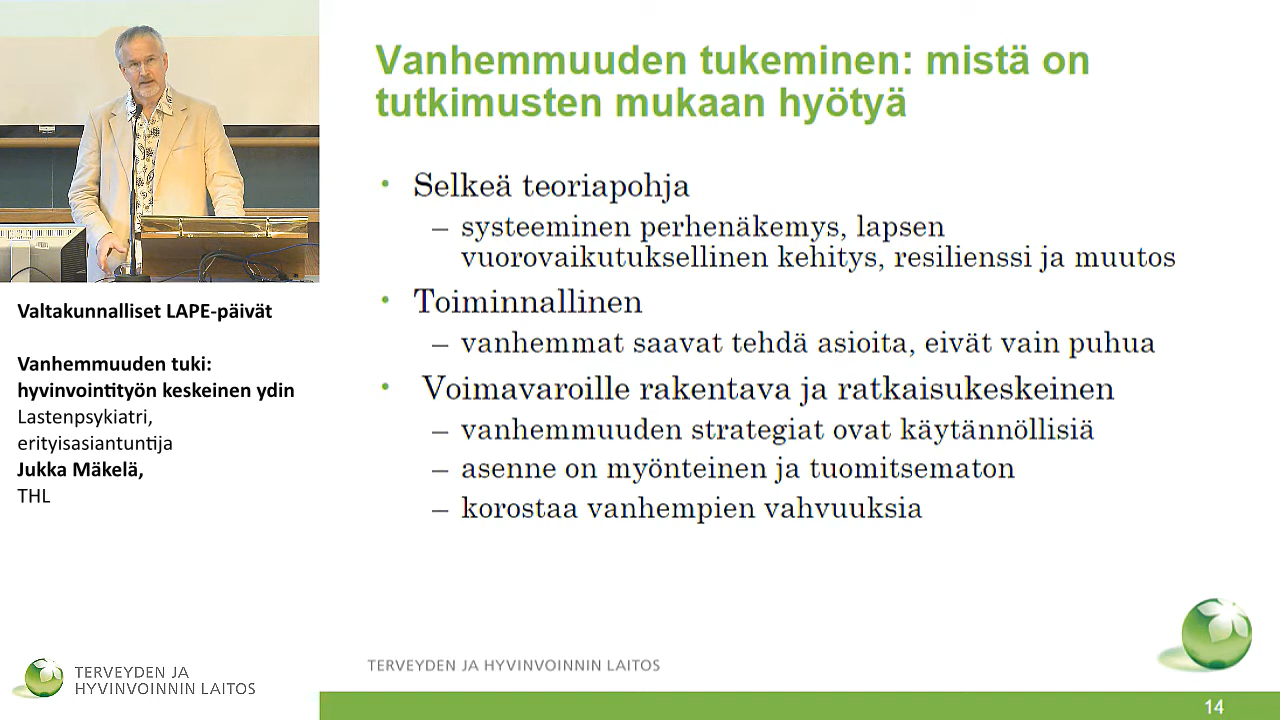 Valtakunnalliset LAPE-päivät
Vanhemmuuden tuki:
hyvinvointityön keskeinen ydin
Lastenpsykiatri,
erityisasiantuntija
Jukka Mäkelä,
THL
TERVEYDEN JA
HYVINVOINNIN LAITOS
Vanhemmuuden tukeminen: mistä on
tutkimusten mukaan hyötyä
• Selkeä teoriapohja
– systeeminen perhenäkemys, lapsen
vuorovaikutuksellinen kehitys, resilienssi ja muutos
• Toiminnallinen
– vanhemmat saavat tehdä asioita, eivät vain puhua
• Voimavaroille rakentava ja ratkaisukeskeinen
– vanhemmuuden strategiat ovat käytännöllisiä
– asenne on myönteinen ja tuomitsematon
– korostaa vanhempien vahvuuksia
TERVEYDEN JA HYVINVOINNIN LAITOS
14